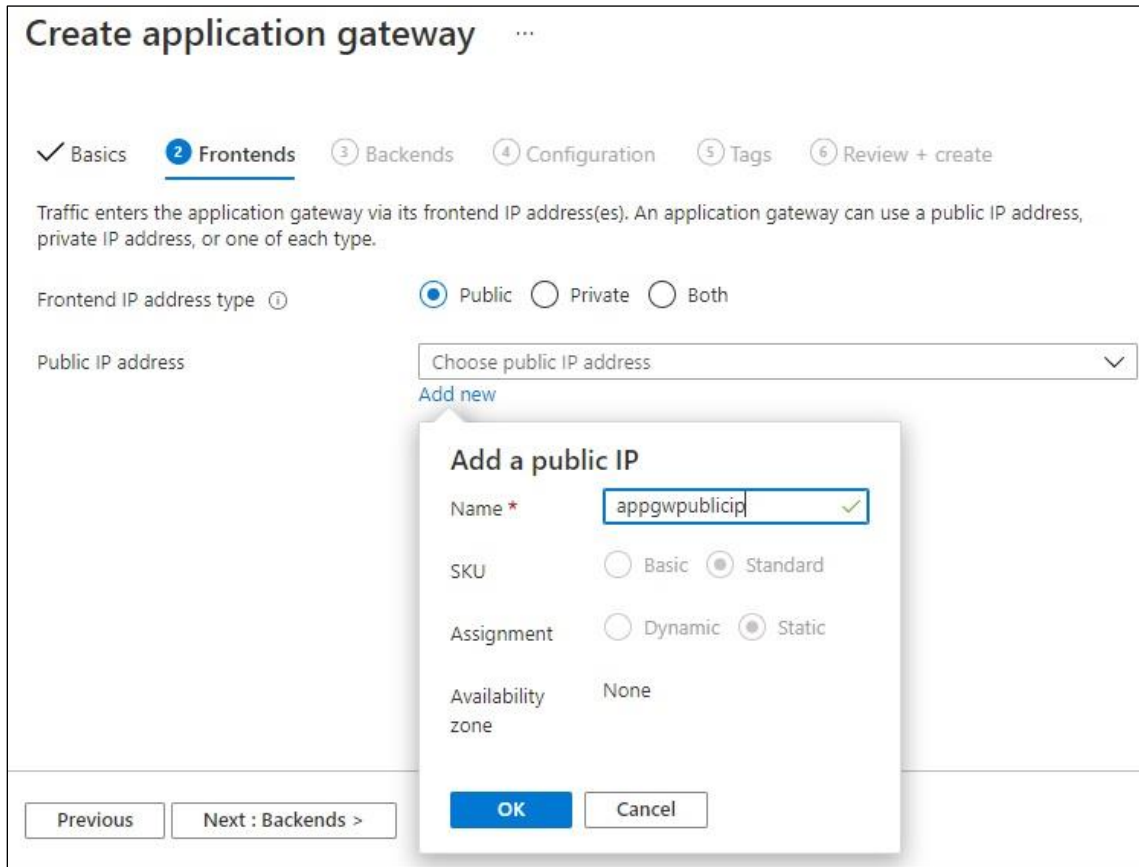 Create application gateway ...
Basics 2 Frontends 3 Backends 4 Configuration 5 Tags 6 Review + create
Traffic enters the application gateway via its frontend IP address(es). An application gateway can use a public IP address,
private IP address, or one of each type.
Frontend IP address type Public Private Both
Public IP address Choose public IP address
Add new
Add a public IP
Name * appgwpublicip
SKU Basic Standard
Assignment Dynamic Static
Availability None
zone
OK Cancel
Previous Next : Backends >